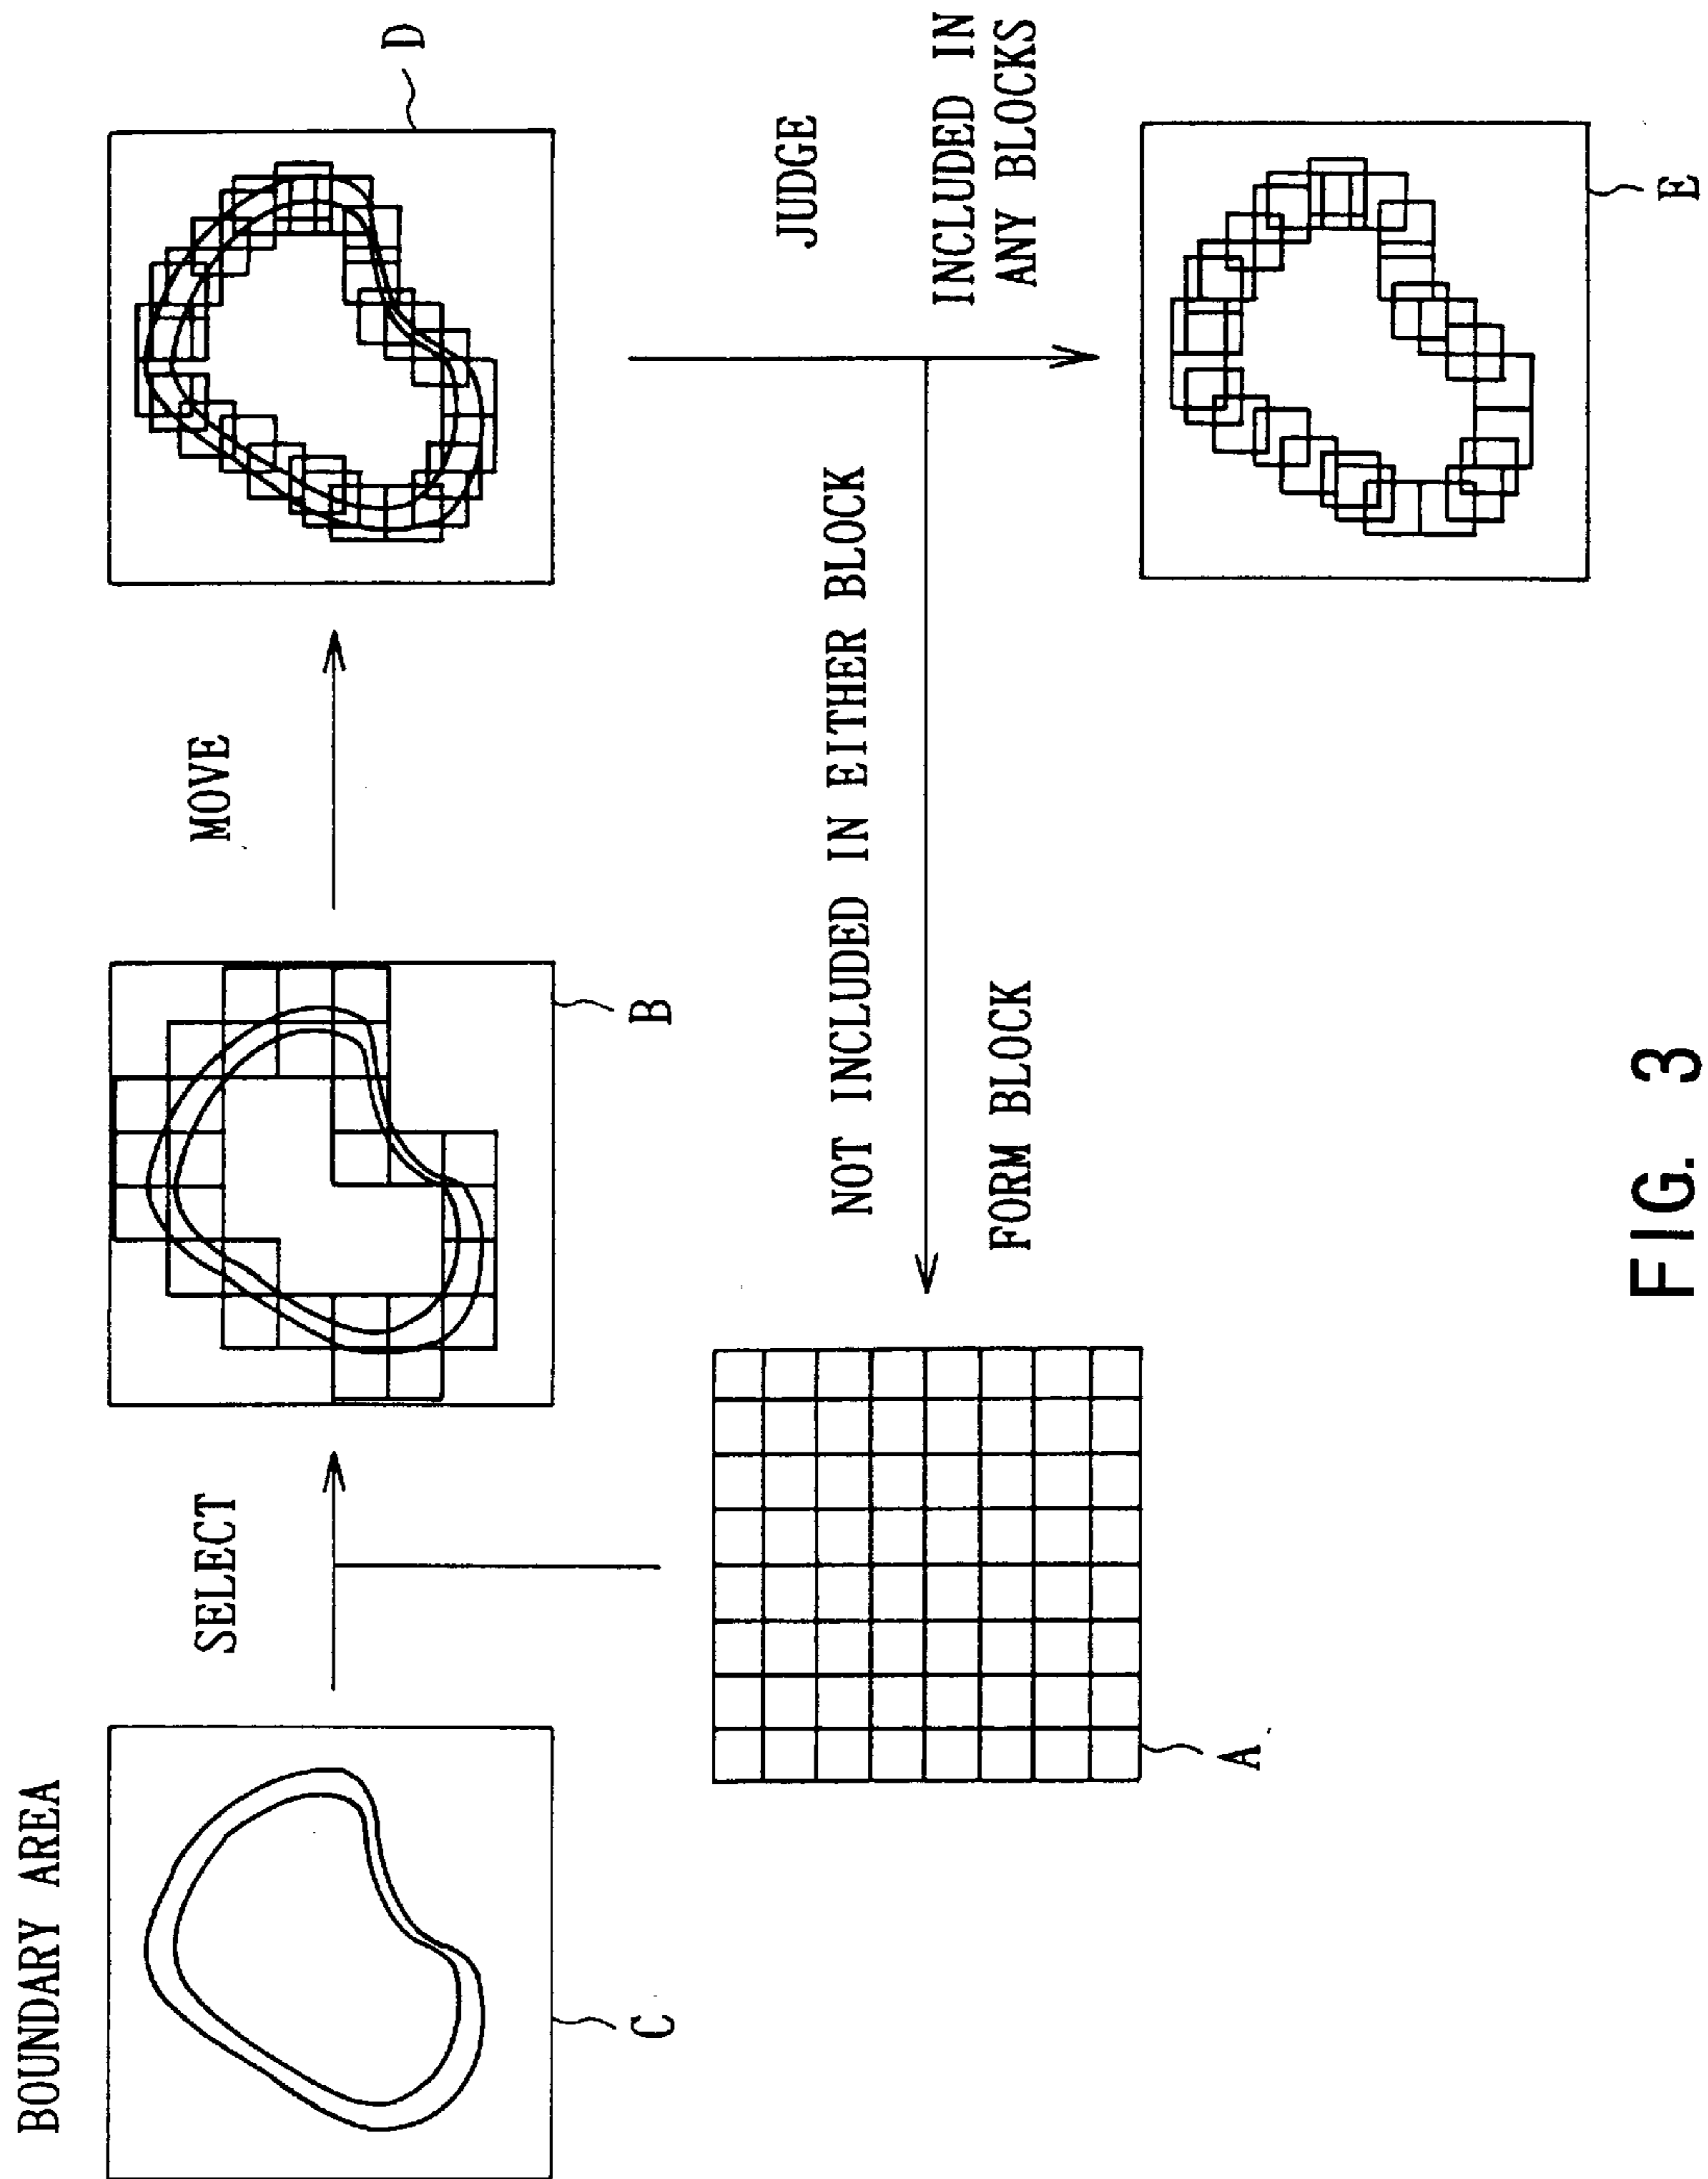 BOUNDARY AREA
C
SELECT
A
B
MOVE
D
JUDGE
INCLUDED IN
ANY BLOCKS
NOT INCLUDED IN EITHER BLOCK
FORM BLOCK
E
FIG. 3